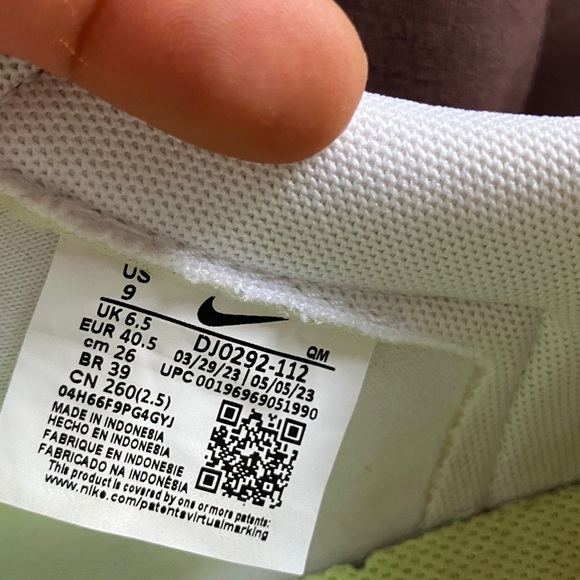 US
9
UK 6.5
EUR 40.5
cm 26
BR 39
CN 260(2.5)
04H66F9PG4GYJ
DJ0292-112 QM
03/29/23 | 05/05/23
UPC 00196969051990
MADE IN INDONESIA
HECHO EN INDONESIA
FABRIQUE EN INDONESIE
FABRICADO NA INDONESIA
This product is covered by one or more patents:
www.nike.com/patentsvirtualmarking